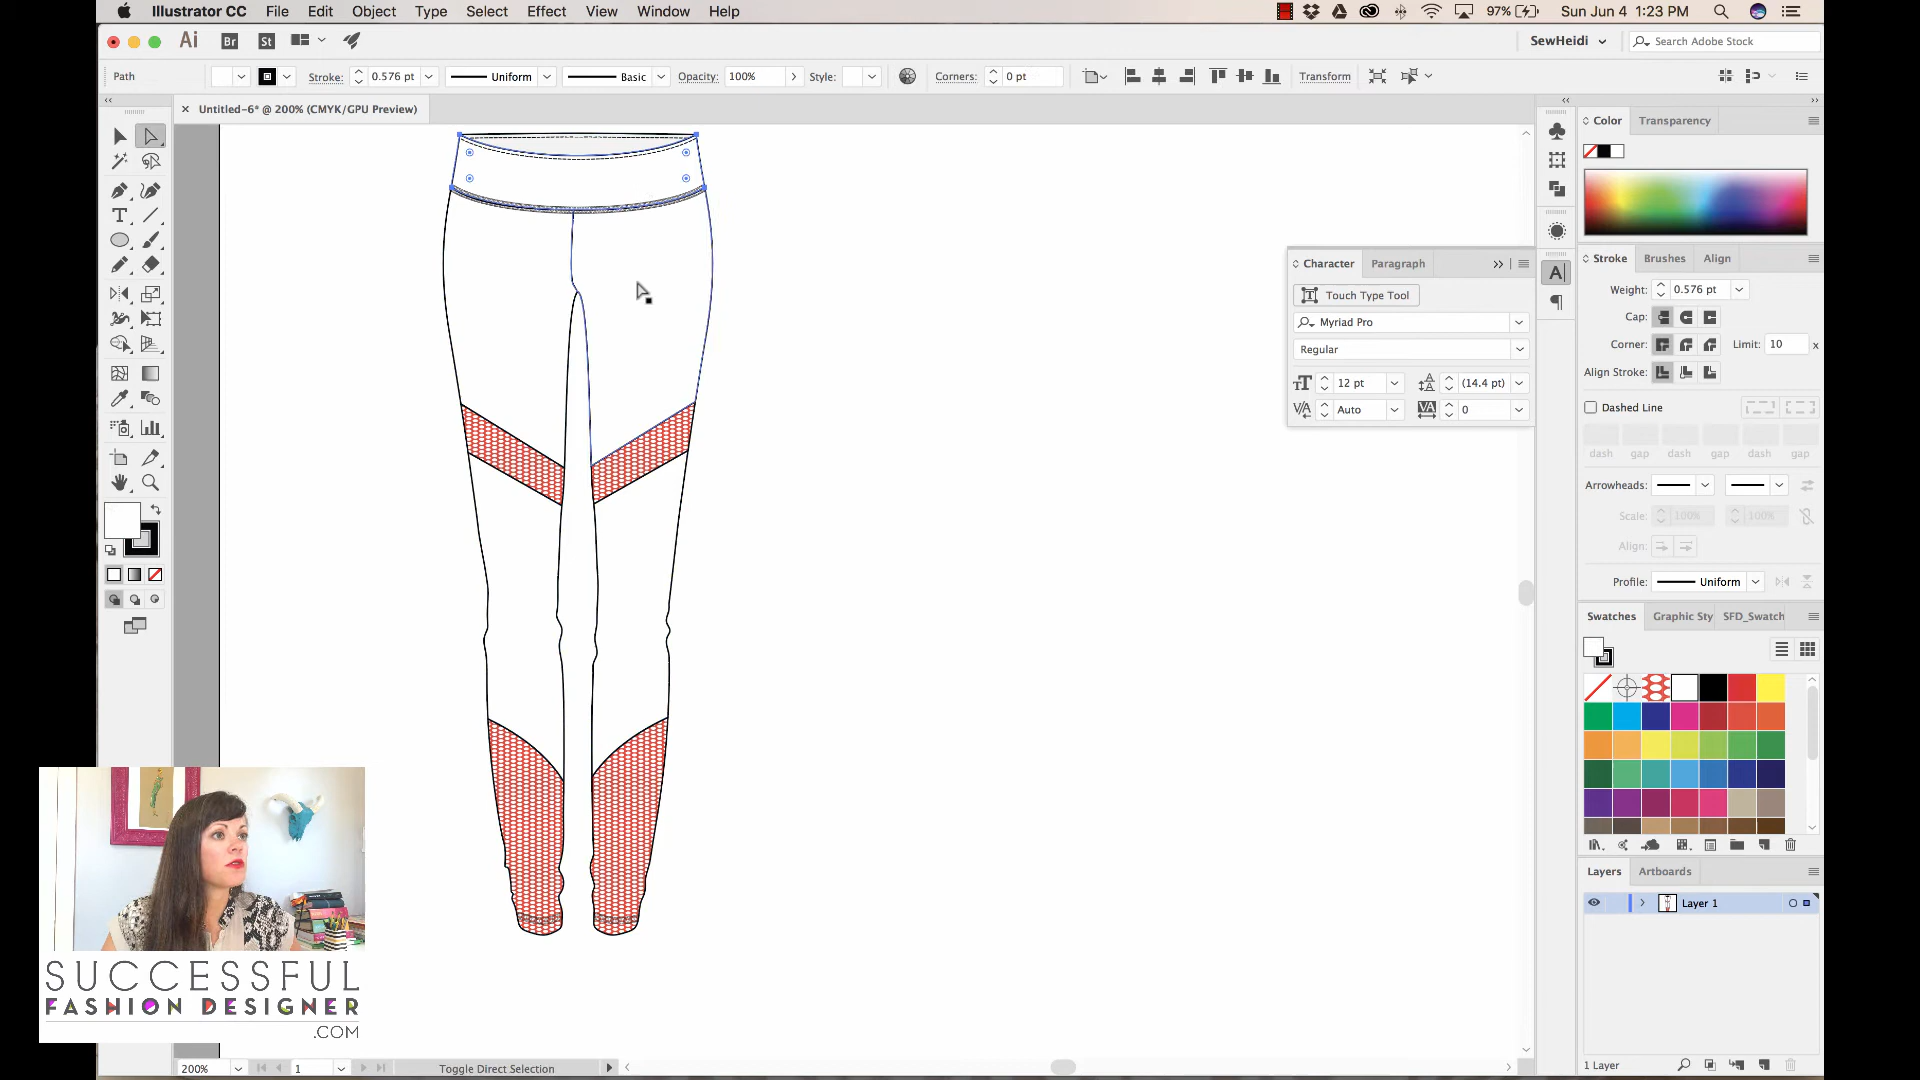 Illustrator CC File Edit Object Type Select Effect View Window Help 97% Sun Jun 4 1:23 PM
Ai Br St SewHeidi Search Adobe Stock
Path Stroke: 0.576 pt Uniform Basic Opacity: 100% Style: Corners: 0 pt Transform
Untitled-6* @ 200% (CMYK/GPU Preview)
Color Transparency
Stroke Brushes Align
Weight: 0.576 pt
Cap:
Corner: Limit: 10 x
Align Stroke:
Dashed Line
dash gap dash gap dash gap
Arrowheads:
Scale: 100% 100%
Align:
Profile: Uniform
Character Paragraph
Touch Type Tool
Myriad Pro
Regular
12 pt (14.4 pt)
Auto 0
Swatches Graphic Sty SFD_Swatch
Layers Artboards
Layer 1
1 Layer
SUCCESSFUL
FASHION DESIGNER
.COM
200% 1 Toggle Direct Selection